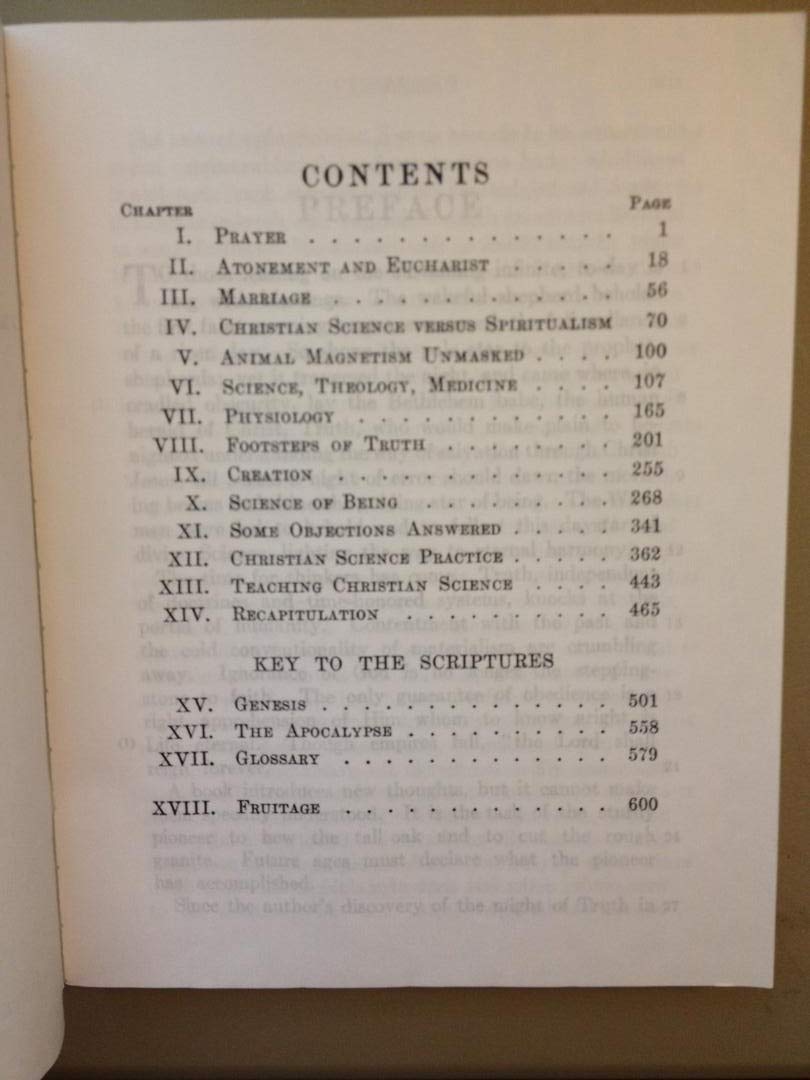 CONTENTS
CHAPTER PAGE
I. PRAYER . . . . . . . . . . . . . . 1
II. ATONEMENT AND EUCHARIST . . . . . 18
III. MARRIAGE . . . . . . . . . . . . . 56
IV. CHRISTIAN SCIENCE VERSUS SPIRITUALISM 70
V. ANIMAL MAGNETISM UNMASKED . . . . 100
VI. SCIENCE, THEOLOGY, MEDICINE . . . . 107
VII. PHYSIOLOGY . . . . . . . . . . . . 165
VIII. FOOTSTEPS OF TRUTH . . . . . . . . 201
IX. CREATION . . . . . . . . . . . . . 255
X. SCIENCE OF BEING . . . . . . . . . 268
XI. SOME OBJECTIONS ANSWERED . . . . . 341
XII. CHRISTIAN SCIENCE PRACTICE . . . . . 362
XIII. TEACHING CHRISTIAN SCIENCE . . . . 443
XIV. RECAPITULATION . . . . . . . . . . 465
KEY TO THE SCRIPTURES
XV. GENESIS . . . . . . . . . . . . . . 501
XVI. THE APOCALYPSE . . . . . . . . . . 558
XVII. GLOSSARY . . . . . . . . . . . . . 579
XVIII. FRUITAGE . . . . . . . . . . . . . 600